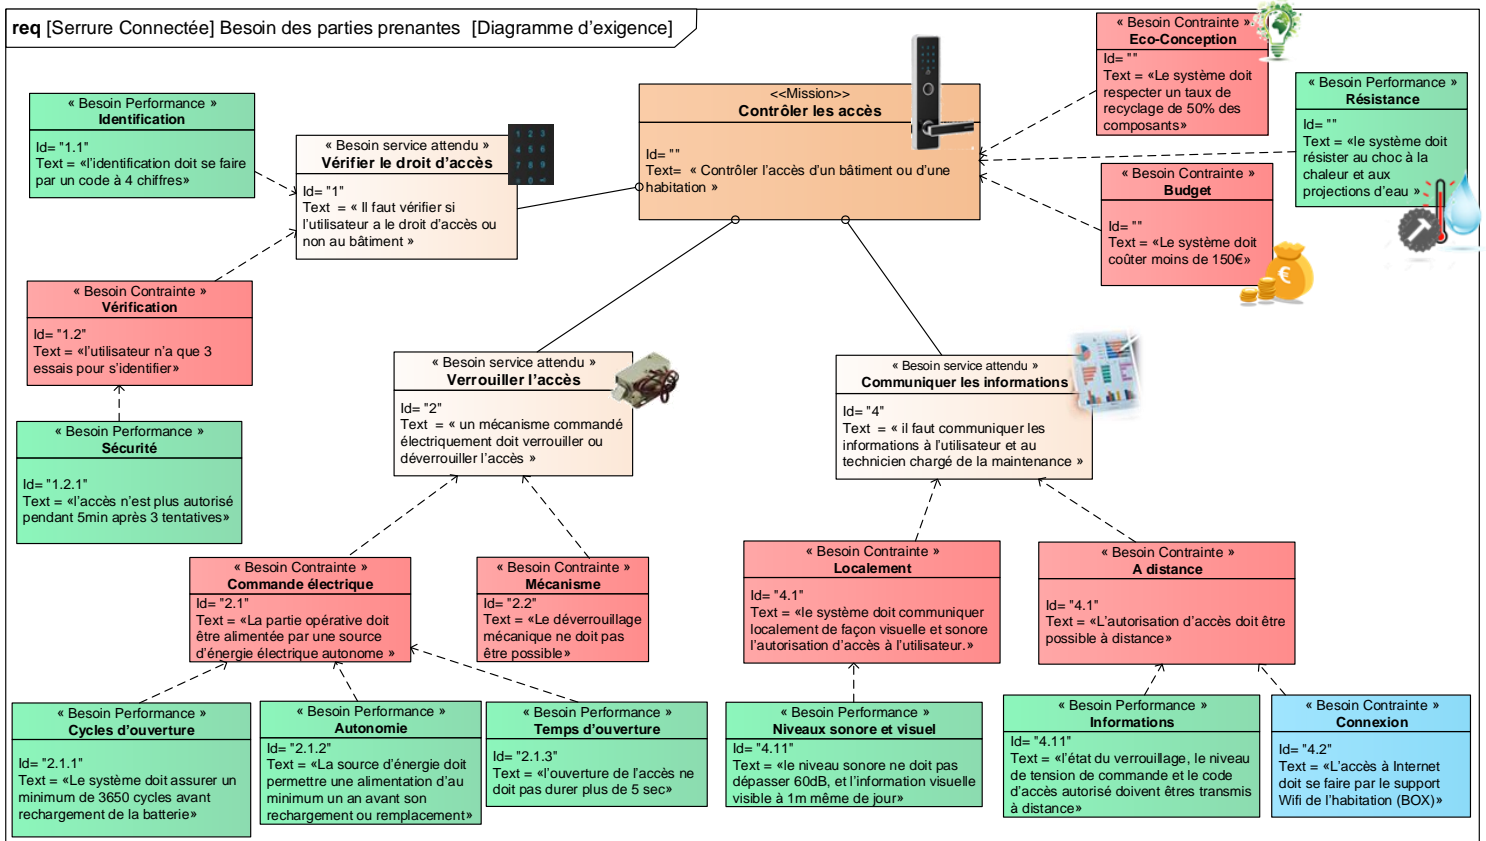 req [Serrure Connectée] Besoin des parties prenantes [Diagramme d'exigence]
« Besoin Contrainte »
Eco-Conception
Id= ""
Text = «Le système doit
respecter un taux de
recyclage de 50% des
composants»
« Besoin Performance »
Résistance
Id= ""
Text = «le système doit
résister au choc à la
chaleur et aux
projections d'eau »
<<Mission>>
Contrôler les accès
Id= ""
Text= « Contrôler l'accès d'un bâtiment ou d'une
habitation »
« Besoin Performance »
Identification
Id= "1.1"
Text = «l'identification doit se faire
par un code à 4 chiffres»
« Besoin service attendu »
Vérifier le droit d'accès
Id= "1"
Text = « Il faut vérifier si
l'utilisateur a le droit d'accès ou
non au bâtiment »
1 2 3
4 5 6
7 8 9
« Besoin Contrainte »
Budget
Id= ""
Text = «Le système doit
coûter moins de 150€»
€
« Besoin Contrainte »
Vérification
Id= "1.2"
Text = «l'utilisateur n'a que 3
essais pour s'identifier»
« Besoin service attendu »
Verrouiller l'accès
Id= "2"
Text = « un mécanisme commandé
électriquement doit verrouiller ou
déverrouiller l'accès »
« Besoin service attendu »
Communiquer les informations
Id= "4"
Text = « il faut communiquer les
informations à l'utilisateur et au
technicien chargé de la maintenance »
« Besoin Performance »
Sécurité
Id= "1.2.1"
Text = «l'accès n'est plus autorisé
pendant 5min après 3 tentatives»
« Besoin Contrainte »
Commande électrique
Id= "2.1"
Text = «La partie opérative doit
être alimentée par une source
d'énergie électrique autonome »
« Besoin Contrainte »
Mécanisme
Id= "2.2"
Text = «Le déverrouillage
mécanique ne doit pas
être possible»
« Besoin Contrainte »
Localement
Id= "4.1"
Text = «le système doit communiquer
localement de façon visuelle et sonore
l'autorisation d'accès à l'utilisateur.»
« Besoin Contrainte »
A distance
Id= "4.1"
Text = «L'autorisation d'accès doit être
possible à distance»
« Besoin Performance »
Cycles d'ouverture
Id= "2.1.1"
Text = «Le système doit assurer un
minimum de 3650 cycles avant
rechargement de la batterie»
« Besoin Performance »
Autonomie
Id= "2.1.2"
Text = «La source d'énergie doit
permettre une alimentation d'au
minimum un an avant son
rechargement ou remplacement»
« Besoin Performance »
Temps d'ouverture
Id= "2.1.3"
Text = «l'ouverture de l'accès ne
doit pas durer plus de 5 sec»
« Besoin Performance »
Niveaux sonore et visuel
Id= "4.11"
Text = «le niveau sonore ne doit pas
dépasser 60dB, et l'information visuelle
visible à 1m même de jour»
« Besoin Performance »
Informations
Id= "4.11"
Text = «l'état du verrouillage, le niveau
de tension de commande et le code
d'accès autorisé doivent êtres transmis
à distance»
« Besoin Contrainte »
Connexion
Id= "4.2"
Text = «L'accès à Internet
doit se faire par le support
Wifi de l'habitation (BOX)»